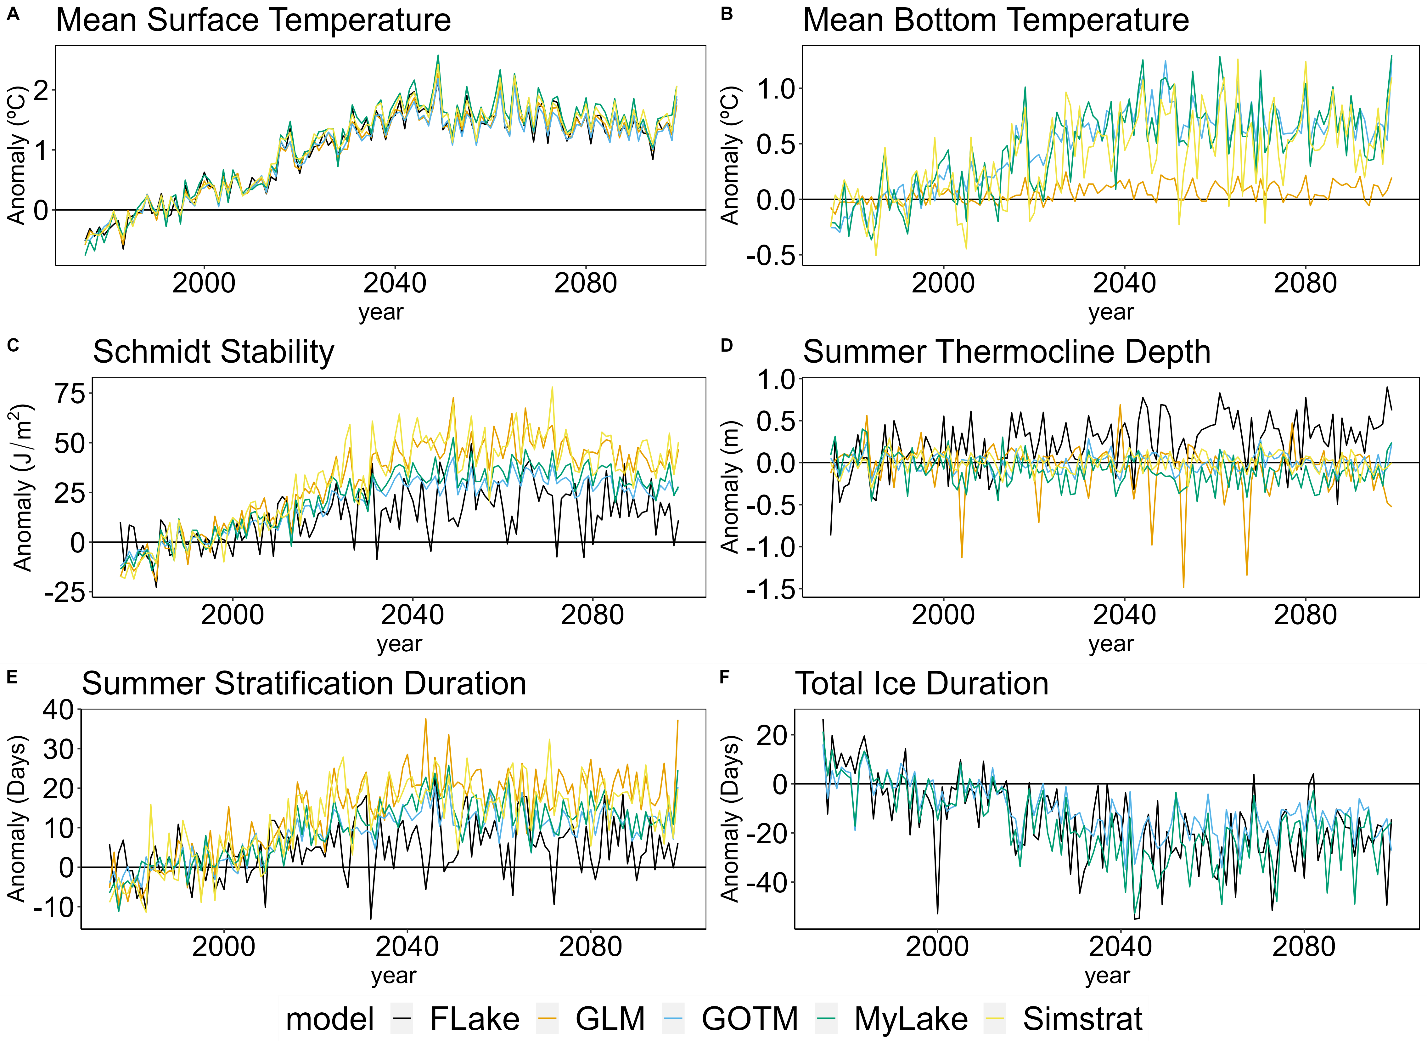 A Mean Surface Temperature
Anomaly (ºC)
2
1
0
2000 2040 2080
year
B Mean Bottom Temperature
Anomaly (ºC)
1.0
0.5
0.0
-0.5
2000 2040 2080
year
C Schmidt Stability
Anomaly (J/m²)
75
50
25
0
-25
2000 2040 2080
year
D Summer Thermocline Depth
Anomaly (m)
1.0
0.5
0.0
-0.5
-1.0
-1.5
2000 2040 2080
year
E Summer Stratification Duration
Anomaly (Days)
40
30
20
10
0
-10
2000 2040 2080
year
F Total Ice Duration
Anomaly (Days)
20
0
-20
-40
2000 2040 2080
year
model FLake GLM GOTM MyLake Simstrat